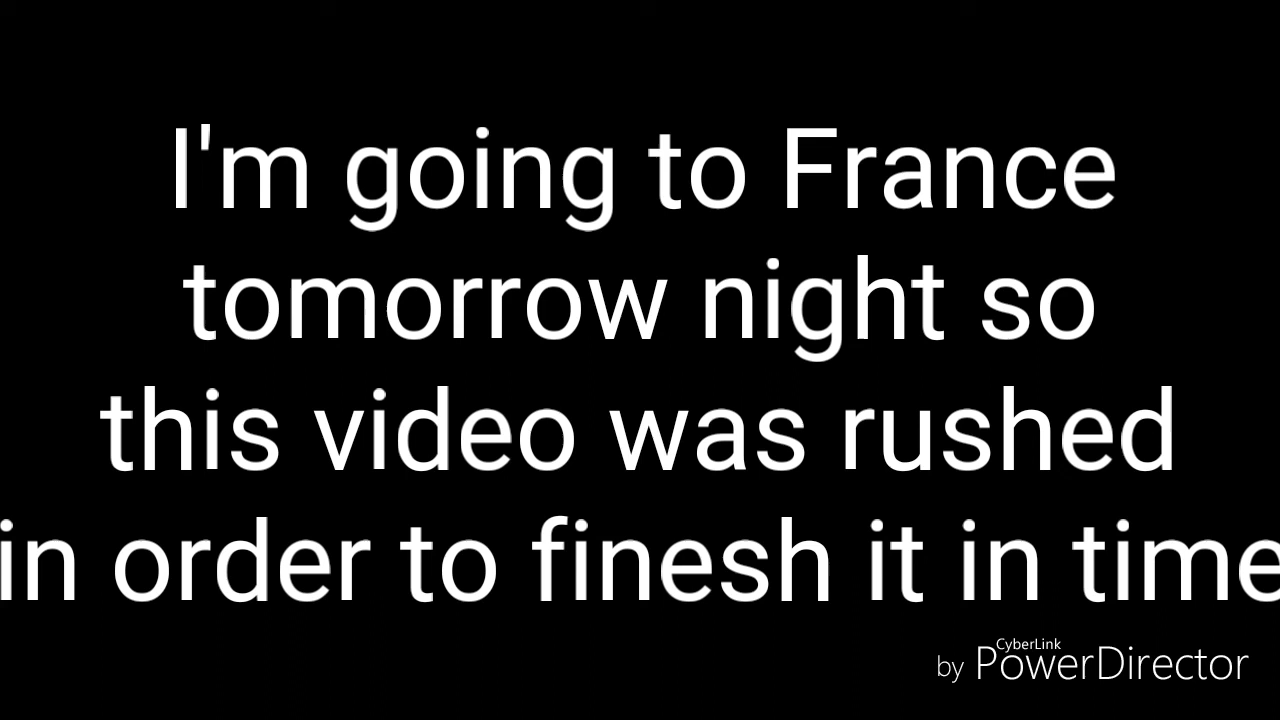 I'm going to France
tomorrow night so
this video was rushed
in order to finesh it in time
CyberLink
by PowerDirector